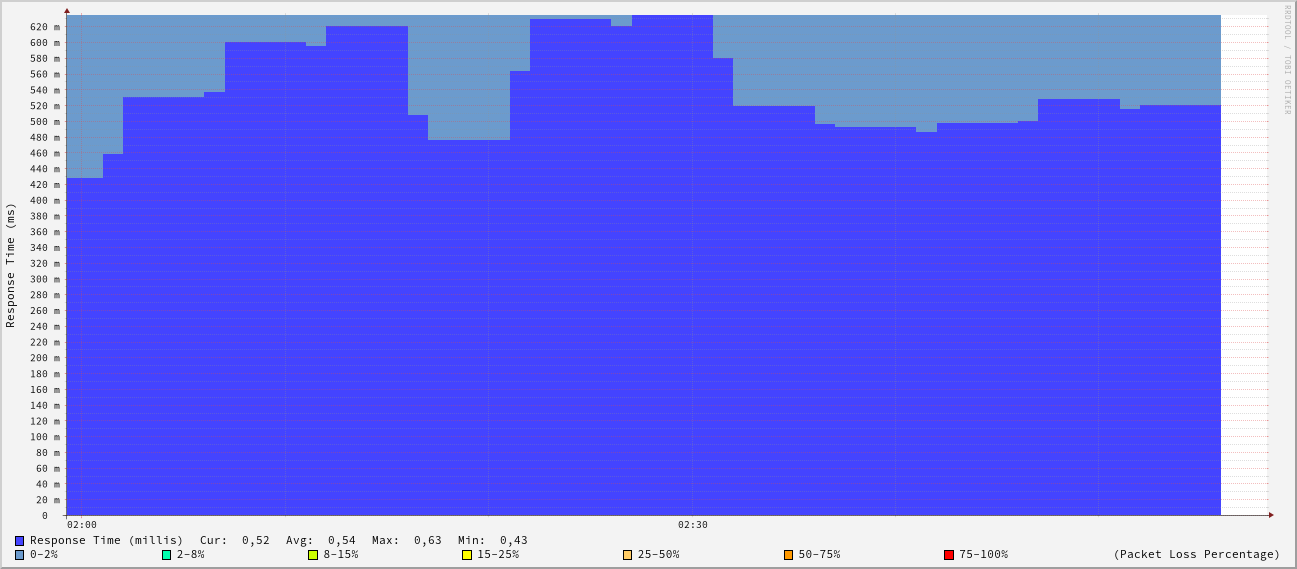 RRDTOOL / TOBI OETIKER
Response Time (ms)
620 m
600 m
580 m
560 m
540 m
520 m
500 m
480 m
460 m
440 m
420 m
400 m
380 m
360 m
340 m
320 m
300 m
280 m
260 m
240 m
220 m
200 m
180 m
160 m
140 m
120 m
100 m
80 m
60 m
40 m
20 m
0
02:00 02:30
Response Time (millis) Cur: 0,52 Avg: 0,54 Max: 0,63 Min: 0,43
0-2% 2-8% 8-15% 15-25% 25-50% 50-75% 75-100% (Packet Loss Percentage)